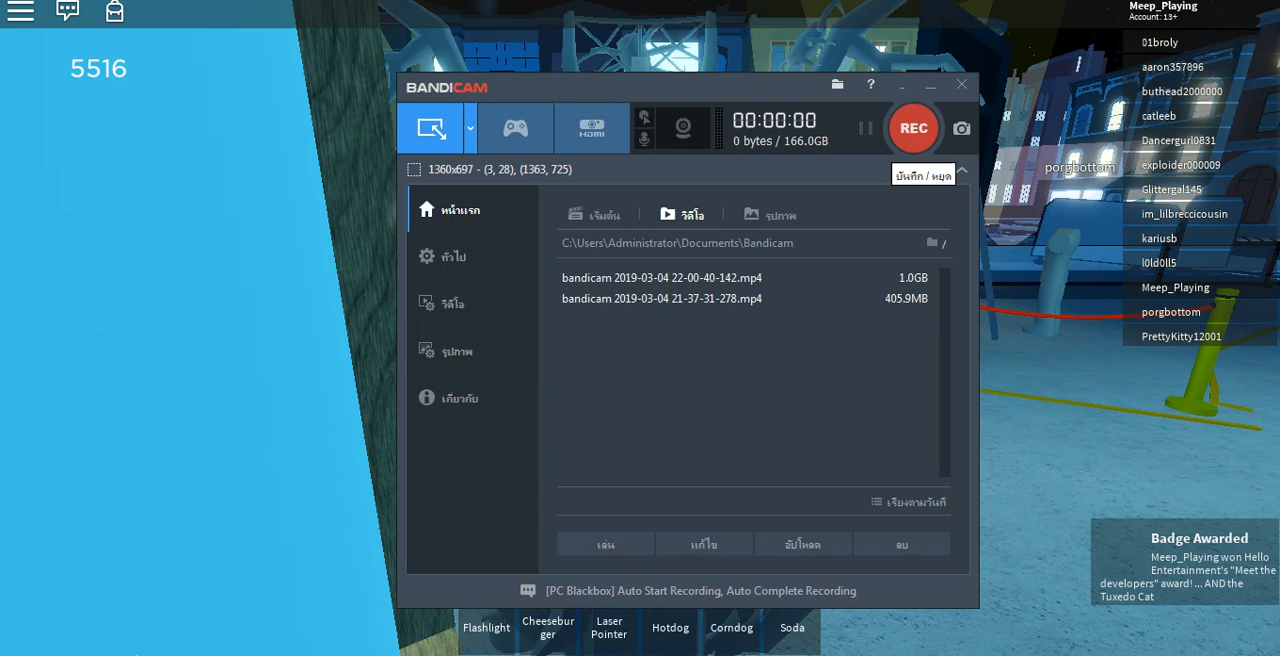 5516
Meep_Playing
Account: 13+
01broly
aaron357896
buthead2000000
catleeb
Dancergurl0831
exploider000009
Glittergal145
im_lilbreccicousin
kariusb
l0ld0ll5
Meep_Playing
porgbottom
PrettyKitty12001
porgbottom
BANDICAM
?
HDMI
00:00:00
0 bytes / 166.0GB
REC
บันทึก / หยุด
1360x697 - (3, 28), (1363, 725)
หน้าแรก
ทั่วไป
วิดีโอ
รูปภาพ
เกี่ยวกับ
เริ่มต้น
วิดีโอ
รูปภาพ
C:\Users\Administrator\Documents\Bandicam
/
bandicam 2019-03-04 22-00-40-142.mp4 1.0GB
bandicam 2019-03-04 21-37-31-278.mp4 405.9MB
เรียงตามวันที่
เล่น
แก้ไข
อัปโหลด
ลบ
[PC Blackbox] Auto Start Recording, Auto Complete Recording
Badge Awarded
Meep_Playing won Hello
Entertainment's "Meet the
developers" award! ... AND the
Tuxedo Cat
Flashlight
Cheesebur
ger
Laser
Pointer
Hotdog
Corndog
Soda